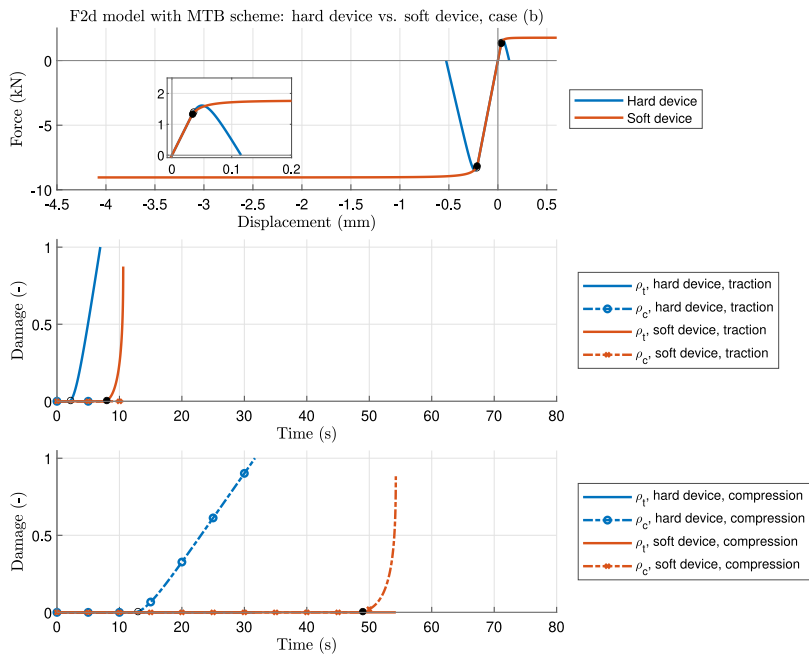 F2d model with MTB scheme: hard device vs. soft device, case (b)
Force (kN)
0
-5
-10
-4.5 -4 -3.5 -3 -2.5 -2 -1.5 -1 -0.5 0 0.5
Displacement (mm)
2
1
0
0 0.1 0.2
Hard device
Soft device
Damage (-)
1
0.5
0
0 10 20 30 40 50 60 70 80
Time (s)
ρt, hard device, traction
ρc, hard device, traction
ρt, soft device, traction
ρc, soft device, traction
Damage (-)
1
0.5
0
0 10 20 30 40 50 60 70 80
Time (s)
ρt, hard device, compression
ρc, hard device, compression
ρt, soft device, compression
ρc, soft device, compression